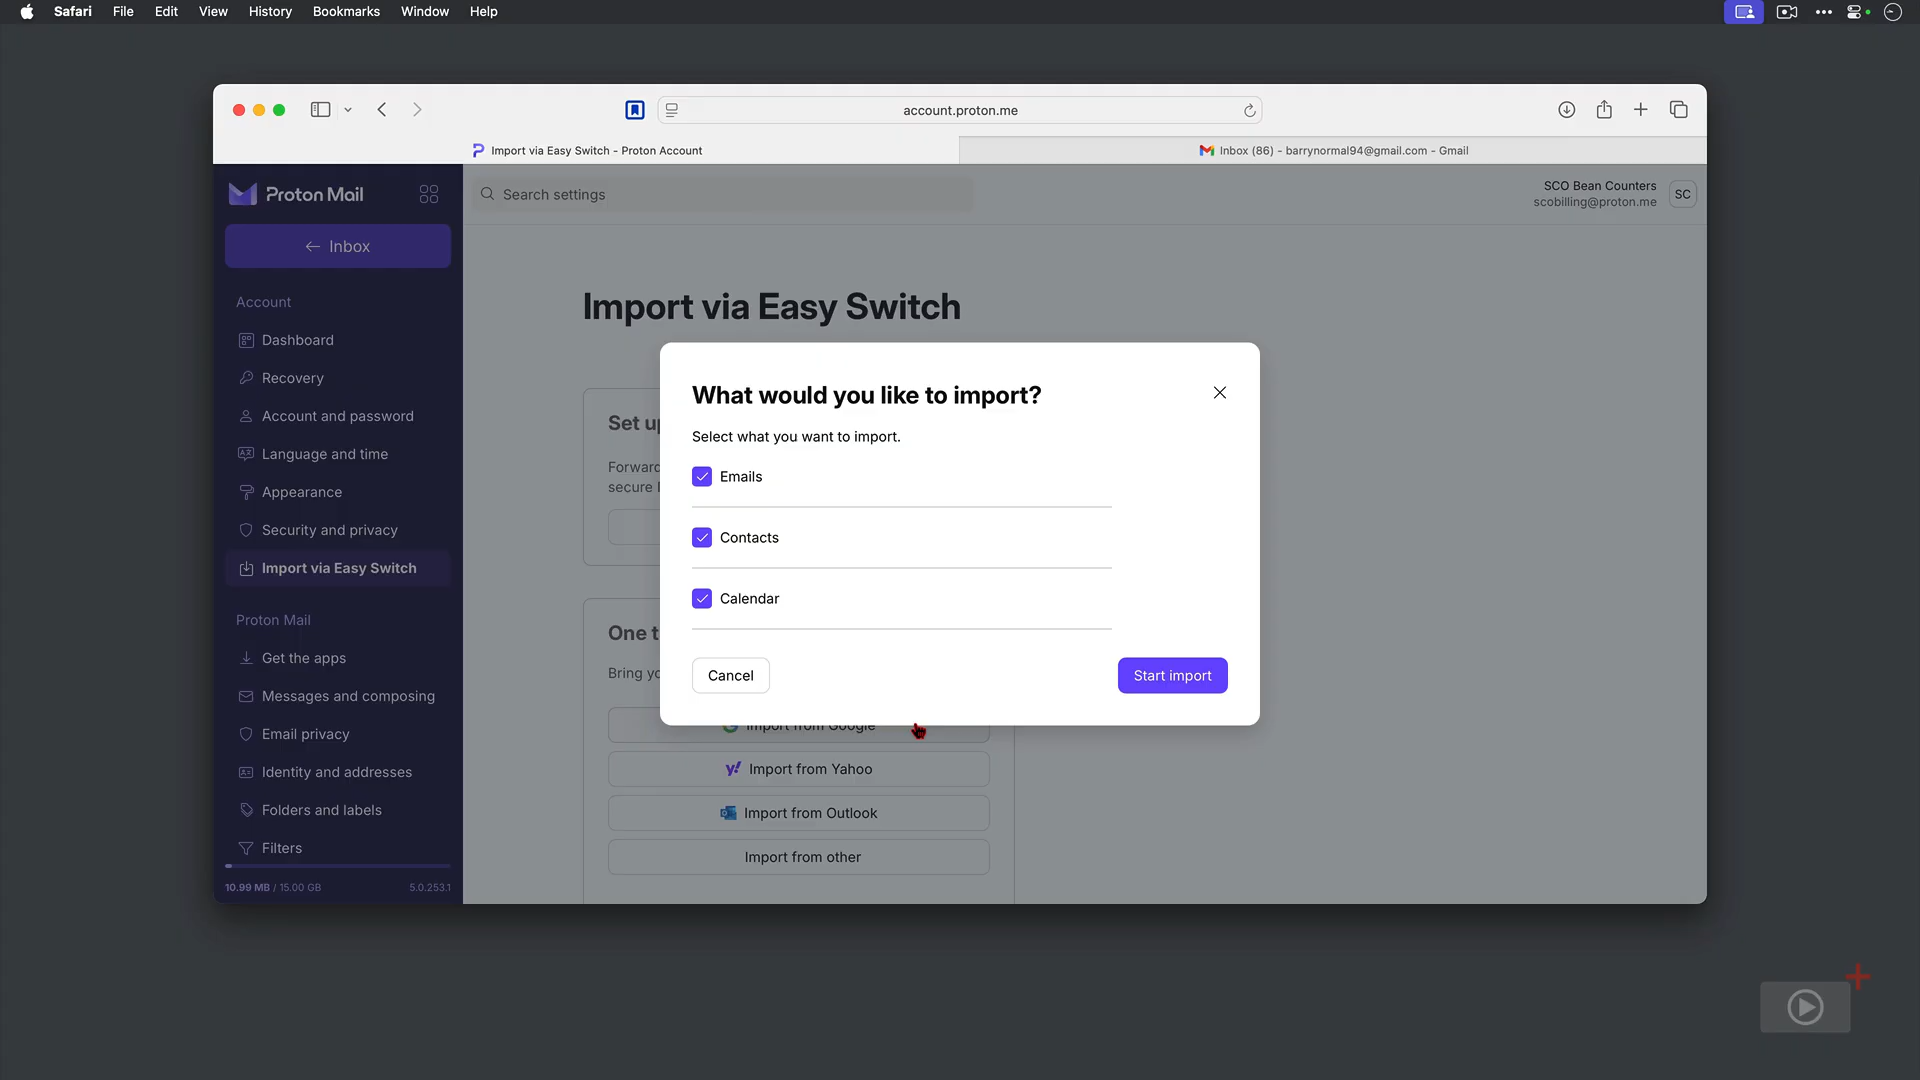 Safari File Edit View History Bookmarks Window Help
account.proton.me
Import via Easy Switch - Proton Account
Inbox (86) - barrynormal94@gmail.com - Gmail
Proton Mail
Search settings
SCO Bean Counters
scobilling@proton.me
SC
← Inbox
Account
Dashboard
Recovery
Account and password
Language and time
Appearance
Security and privacy
Import via Easy Switch
Proton Mail
Get the apps
Messages and composing
Email privacy
Identity and addresses
Folders and labels
Filters
10.99 MB / 15.00 GB
5.0.253.1
Import via Easy Switch
Set up
Forward
secure
One t
Bring yo
What would you like to import?
Select what you want to import.
Emails
Contacts
Calendar
Cancel
Start import
Import from Google
Import from Yahoo
Import from Outlook
Import from other